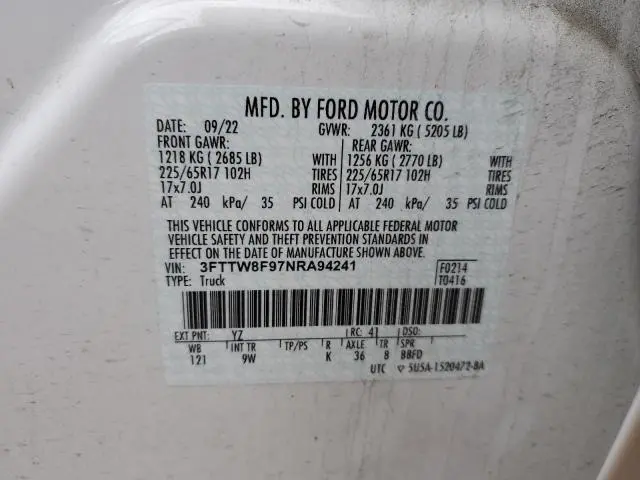 MFD. BY FORD MOTOR CO.
DATE: 09/22 GVWR: 2361 KG ( 5205 LB)
FRONT GAWR: REAR GAWR:
1218 KG ( 2685 LB) WITH 1256 KG ( 2770 LB) WITH
225/65R17 102H TIRES 225/65R17 102H TIRES
17x7.0J RIMS 17x7.0J RIMS
AT 240 kPa/ 35 PSI COLD AT 240 kPa/ 35 PSI COLD
THIS VEHICLE CONFORMS TO ALL APPLICABLE FEDERAL MOTOR
VEHICLE SAFETY AND THEFT PREVENTION STANDARDS IN
EFFECT ON THE DATE OF MANUFACTURE SHOWN ABOVE.
VIN: 3FTTW8F97NRA94241 F0214
TYPE: Truck T0416
EXT PNT: YZ RC: 41 DSO:
WB INT TR TP/PS R AXLE TR SPR
121 9W K 36 8 BBFD
UTC ▽ 5U5A-1520472-BA